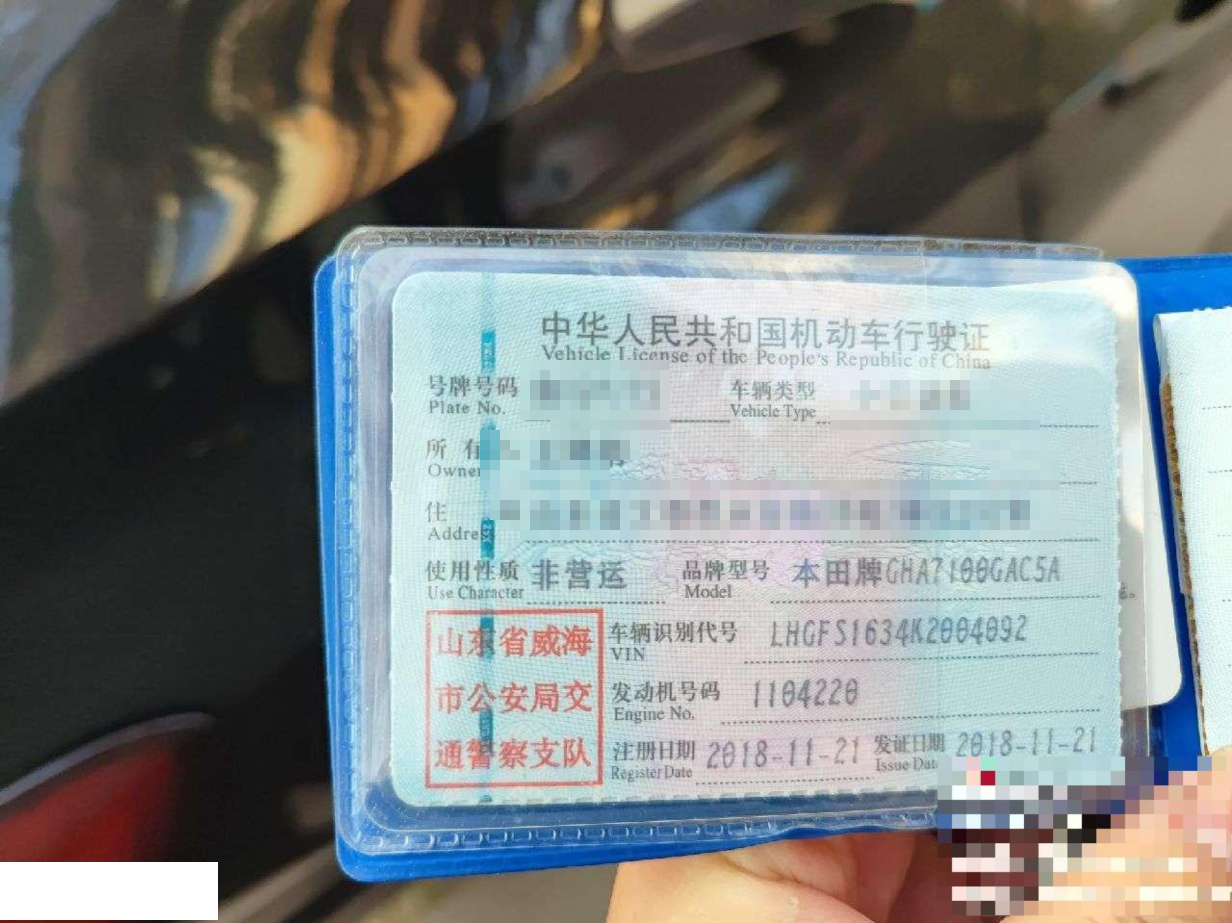 中华人民共和国机动车行驶证
Vehicle License of the People's Republic of China
号牌号码 车辆类型
Plate No. Vehicle Type
所有
Owner
住
Address
使用性质 非营运 品牌型号 本田牌GHA7100GAC5A
Use Character Model
山东省威海
市公安局交
通警察支队
车辆识别代号 LHGFS1634K2004092
VIN
发动机号码 1104220
Engine No.
注册日期 2018-11-21 发证日期 2018-11-21
Register Date Issue Date